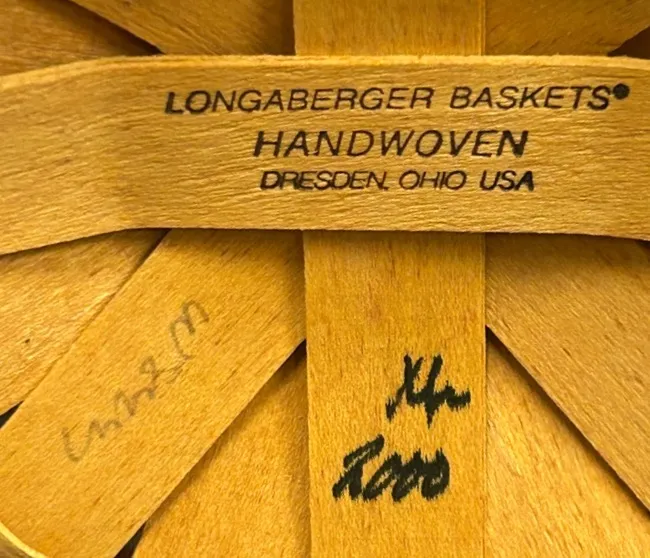 LONGABERGER BASKETS®
HANDWOVEN
DRESDEN, OHIO USA
2000